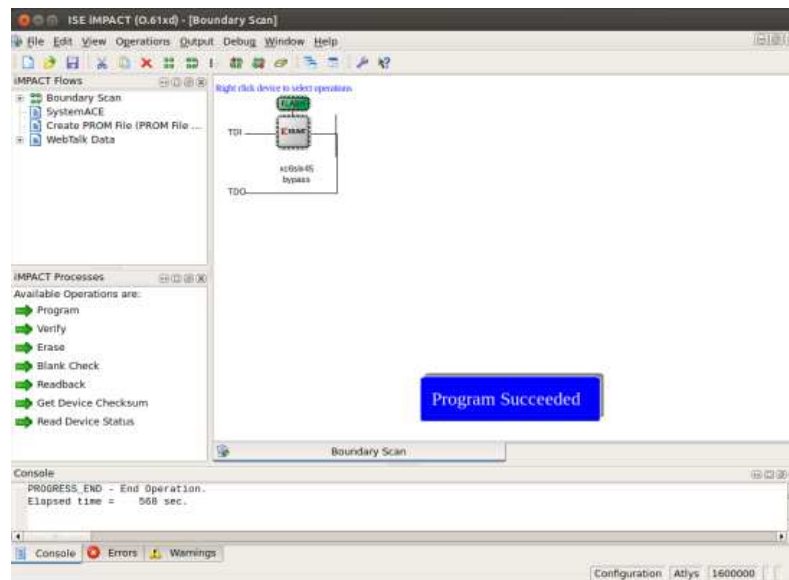 ISE iMPACT (O.61xd) - [Boundary Scan]
File Edit View Operations Output Debug Window Help
iMPACT Flows
Boundary Scan
SystemACE
Create PROM File (PROM File ...
WebTalk Data
Right click device to select operations
FLASH
TDI
XILINX
xc6slx45
bypass
TDO
iMPACT Processes
Available Operations are:
Program
Verify
Erase
Blank Check
Readback
Get Device Checksum
Read Device Status
Program Succeeded
Boundary Scan
Console
PROGRESS_END - End Operation.
Elapsed time = 568 sec.
Console Errors Warnings
Configuration Atlys 1600000